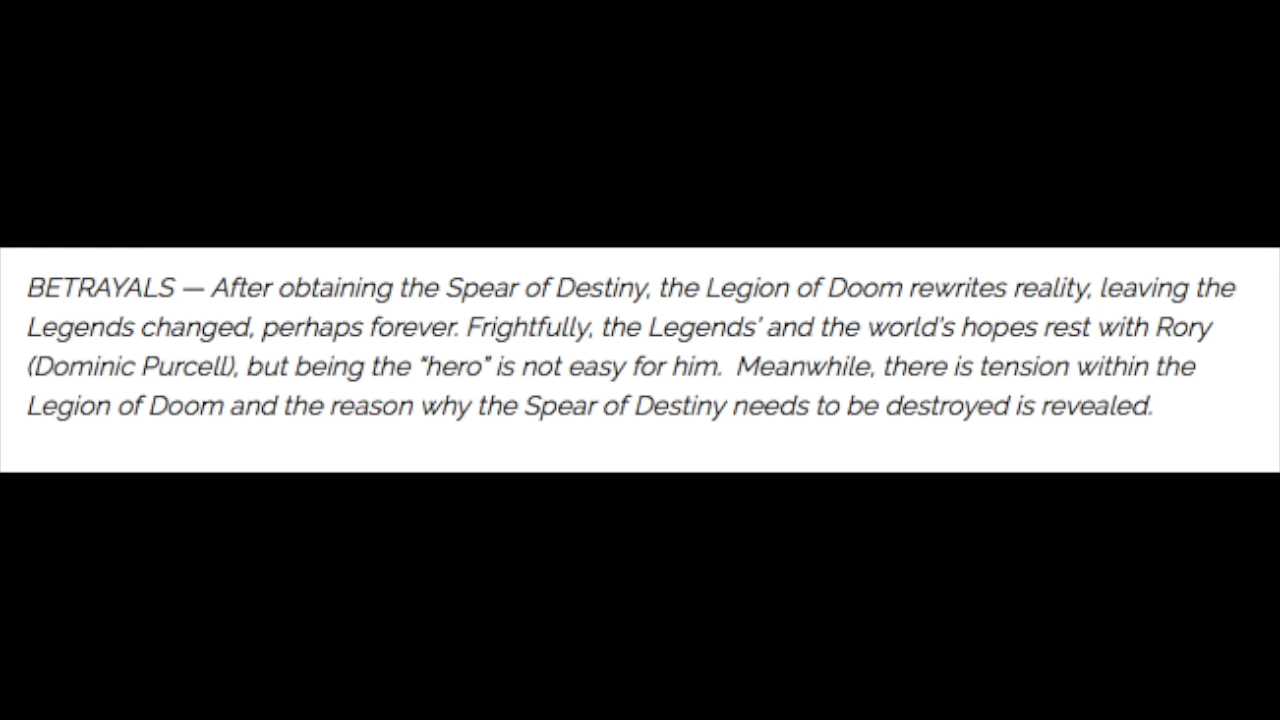 BETRAYALS — After obtaining the Spear of Destiny, the Legion of Doom rewrites reality, leaving the
Legends changed, perhaps forever. Frightfully, the Legends’ and the world’s hopes rest with Rory
(Dominic Purcell), but being the “hero” is not easy for him.  Meanwhile, there is tension within the
Legion of Doom and the reason why the Spear of Destiny needs to be destroyed is revealed.